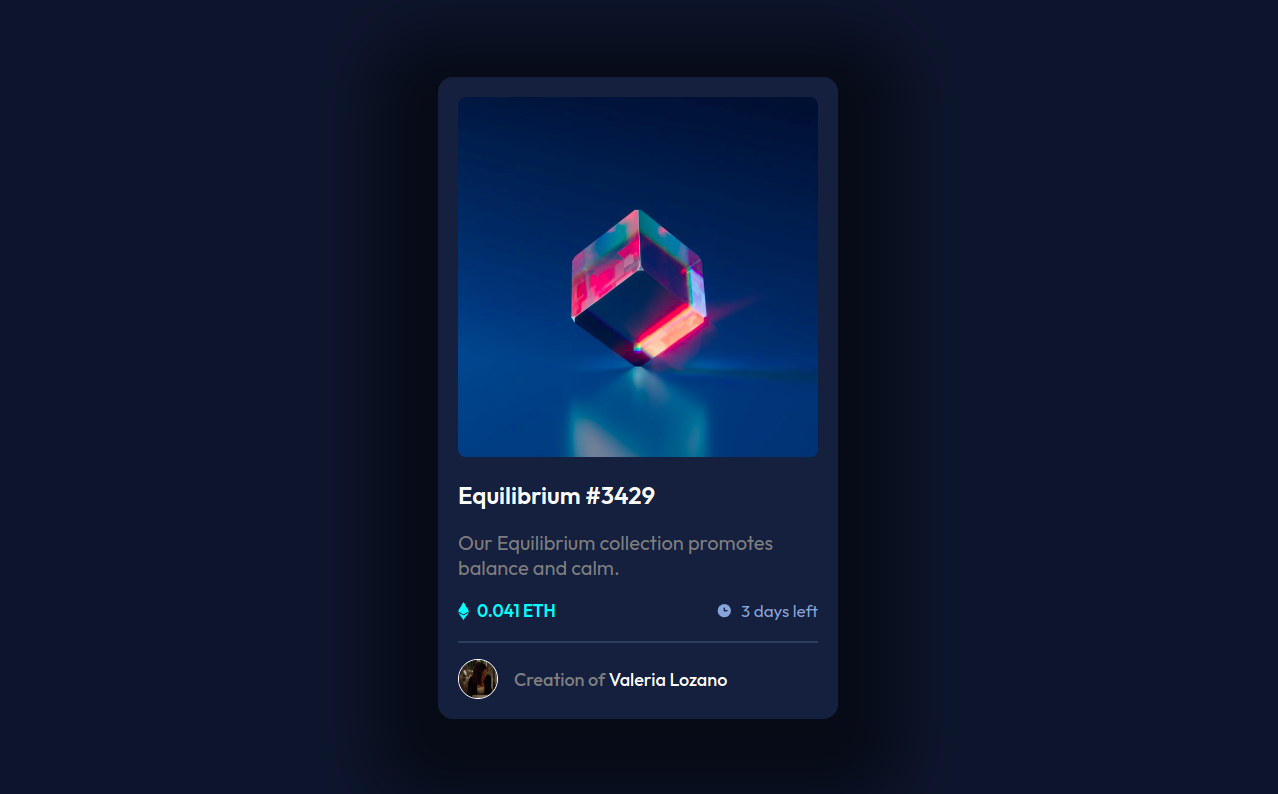 Equilibrium #3429
Our Equilibrium collection promotes
balance and calm.
0.041 ETH
3 days left
Creation of Valeria Lozano